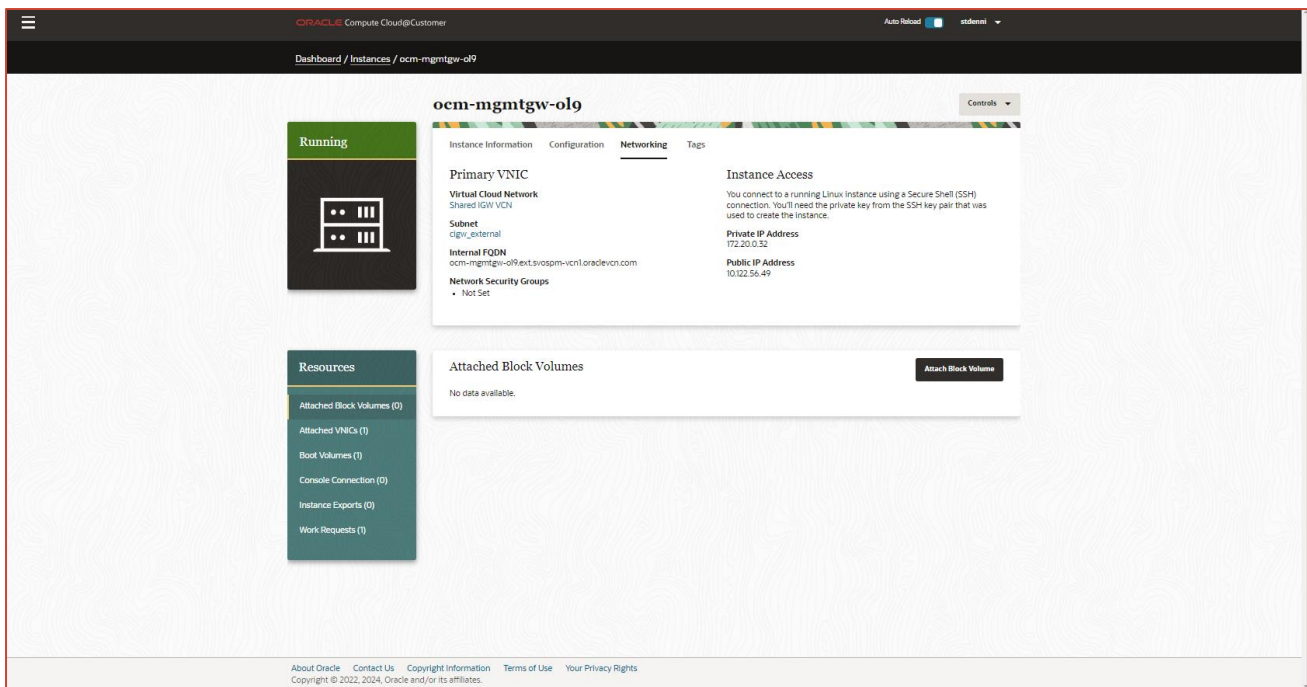 ORACLE Compute Cloud@Customer
Auto Reload
stdenni
Dashboard / Instances / ocm-mgmtgw-ol9
ocm-mgmtgw-ol9
Controls
Running
Instance Information Configuration Networking Tags
Primary VNIC
Virtual Cloud Network
Shared IGW VCN
Subnet
cigw_external
Internal FQDN
ocm-mgmtgw-ol9.ext.svospm-vcn1.oraclevcn.com
Network Security Groups
• Not Set
Instance Access
You connect to a running Linux instance using a Secure Shell (SSH)
connection. You'll need the private key from the SSH key pair that was
used to create the instance.
Private IP Address
172.20.0.32
Public IP Address
10.122.56.49
Resources
Attached Block Volumes (0)
Attached VNICs (1)
Boot Volumes (1)
Console Connection (0)
Instance Exports (0)
Work Requests (1)
Attached Block Volumes
Attach Block Volume
No data available.
About Oracle Contact Us Copyright Information Terms of Use Your Privacy Rights
Copyright © 2022, 2024, Oracle and/or its affiliates.